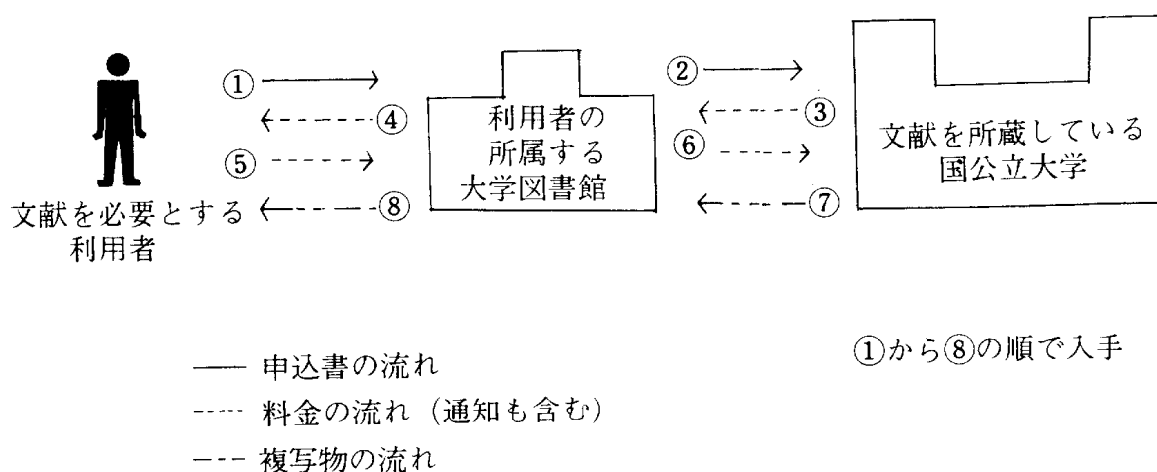 ①
②
④
③
利用者の
所属する
大学図書館
文献を所蔵している
国公立大学
⑤
⑥
⑧
⑦
文献を必要とする
利用者
①から⑧の順で入手
申込書の流れ
料金の流れ（通知も含む）
複写物の流れ